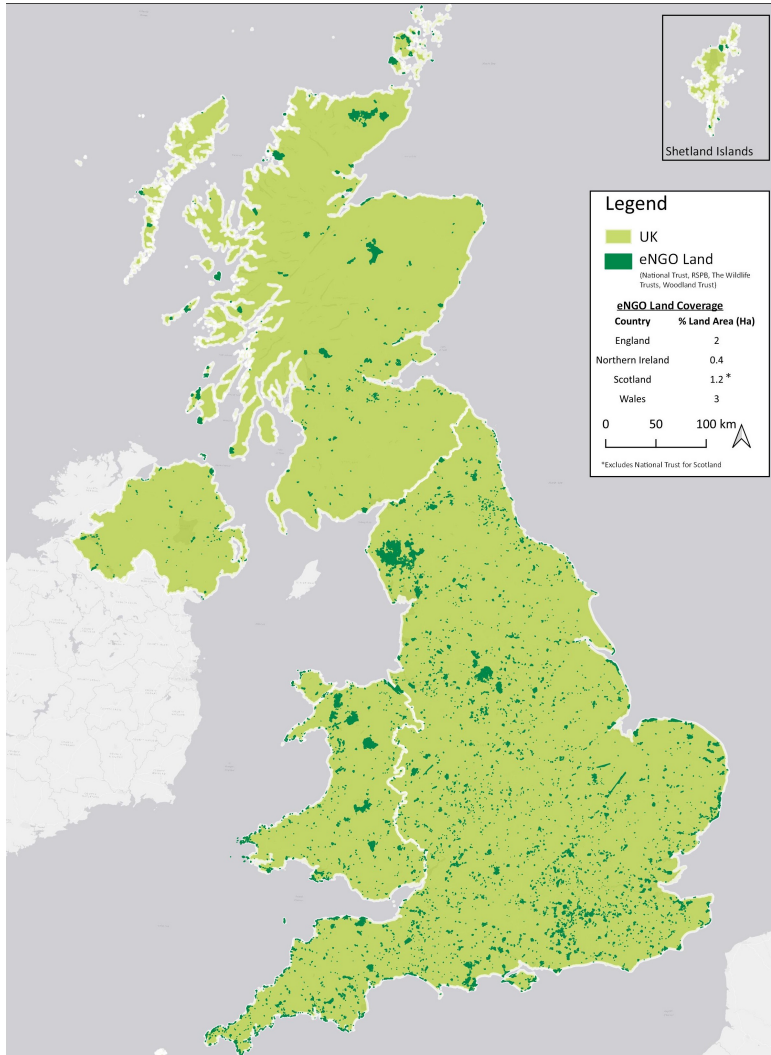 Shetland Islands
Legend
UK
eNGO Land
(National Trust, RSPB, The Wildlife
Trusts, Woodland Trust)
eNGO Land Coverage
Country % Land Area (Ha)
England 2
Northern Ireland 0.4
Scotland 1.2 *
Wales 3
0 50 100 km
*Excludes National Trust for Scotland